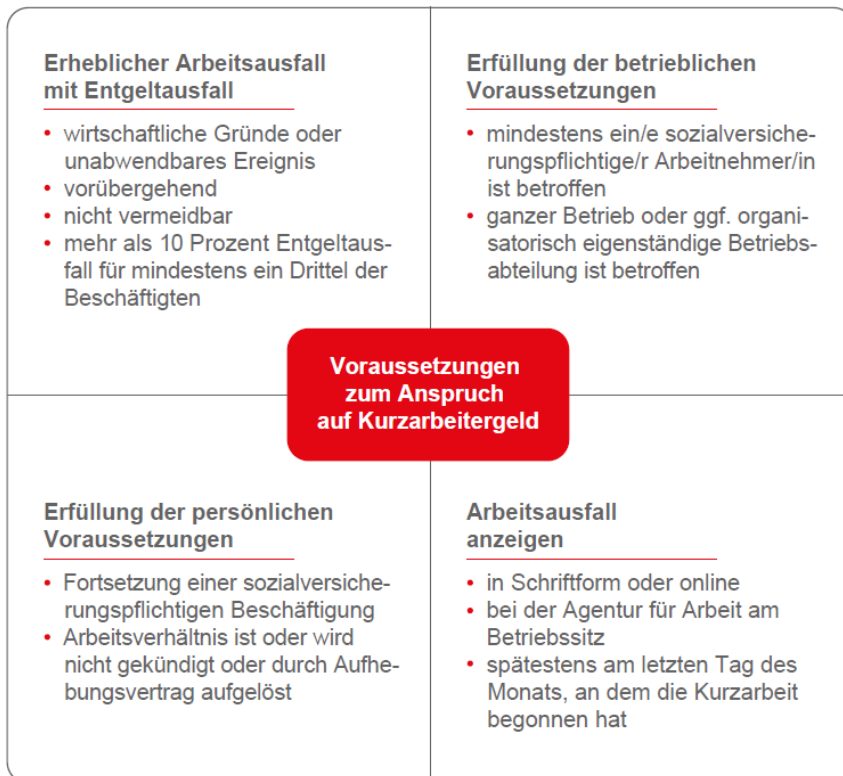 Erheblicher Arbeitsausfall
mit Entgeltausfall
• wirtschaftliche Gründe oder
unabwendbares Ereignis
• vorübergehend
• nicht vermeidbar
• mehr als 10 Prozent Entgeltaus-
fall für mindestens ein Drittel der
Beschäftigten
Erfüllung der betrieblichen
Voraussetzungen
• mindestens ein/e sozialversiche-
rungspflichtige/r Arbeitnehmer/in
ist betroffen
• ganzer Betrieb oder ggf. organi-
satorisch eigenständige Betriebs-
abteilung ist betroffen
Voraussetzungen
zum Anspruch
auf Kurzarbeitergeld
Erfüllung der persönlichen
Voraussetzungen
• Fortsetzung einer sozialversiche-
rungspflichtigen Beschäftigung
• Arbeitsverhältnis ist oder wird
nicht gekündigt oder durch Aufhe-
bungsvertrag aufgelöst
Arbeitsausfall
anzeigen
• in Schriftform oder online
• bei der Agentur für Arbeit am
Betriebssitz
• spätestens am letzten Tag des
Monats, an dem die Kurzarbeit
begonnen hat